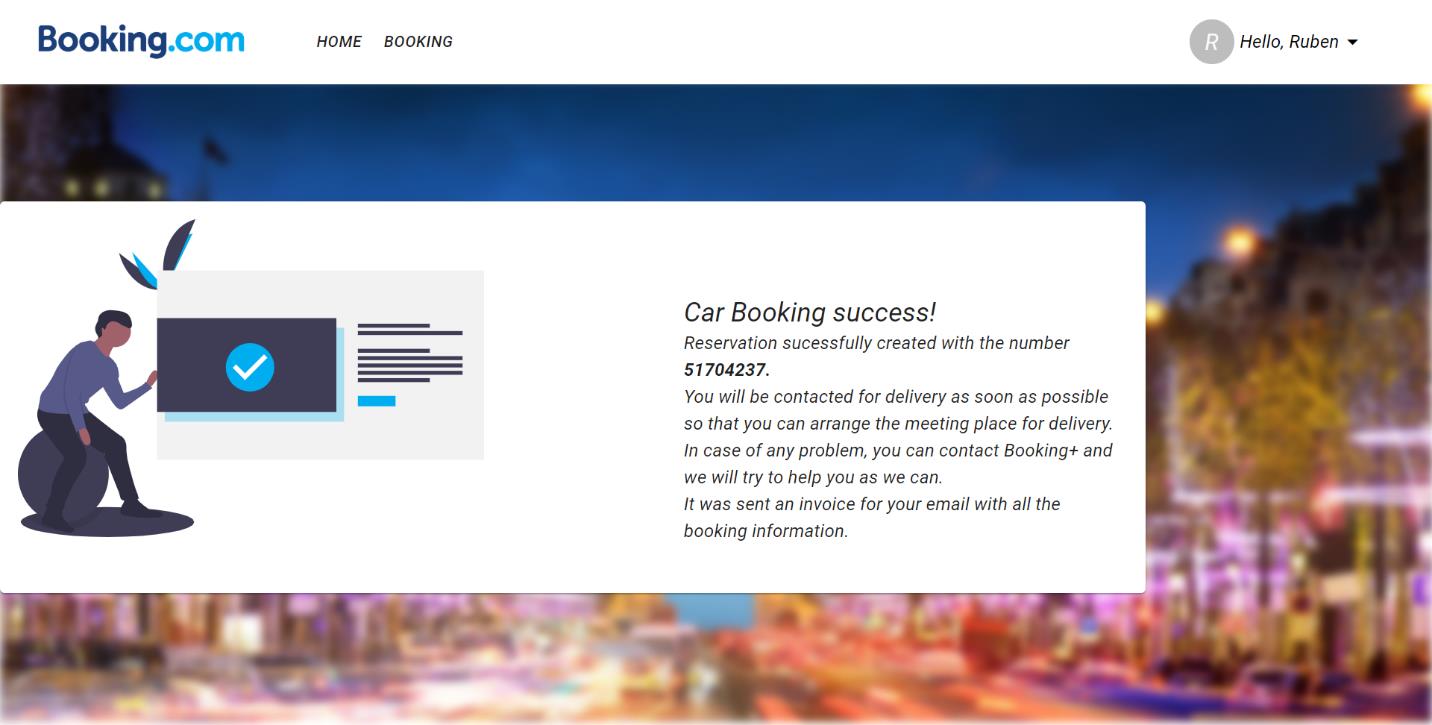 Booking.com
HOME BOOKING
R Hello, Ruben
Car Booking success!
Reservation sucessfully created with the number
51704237.
You will be contacted for delivery as soon as possible
so that you can arrange the meeting place for delivery.
In case of any problem, you can contact Booking+ and
we will try to help you as we can.
It was sent an invoice for your email with all the
booking information.